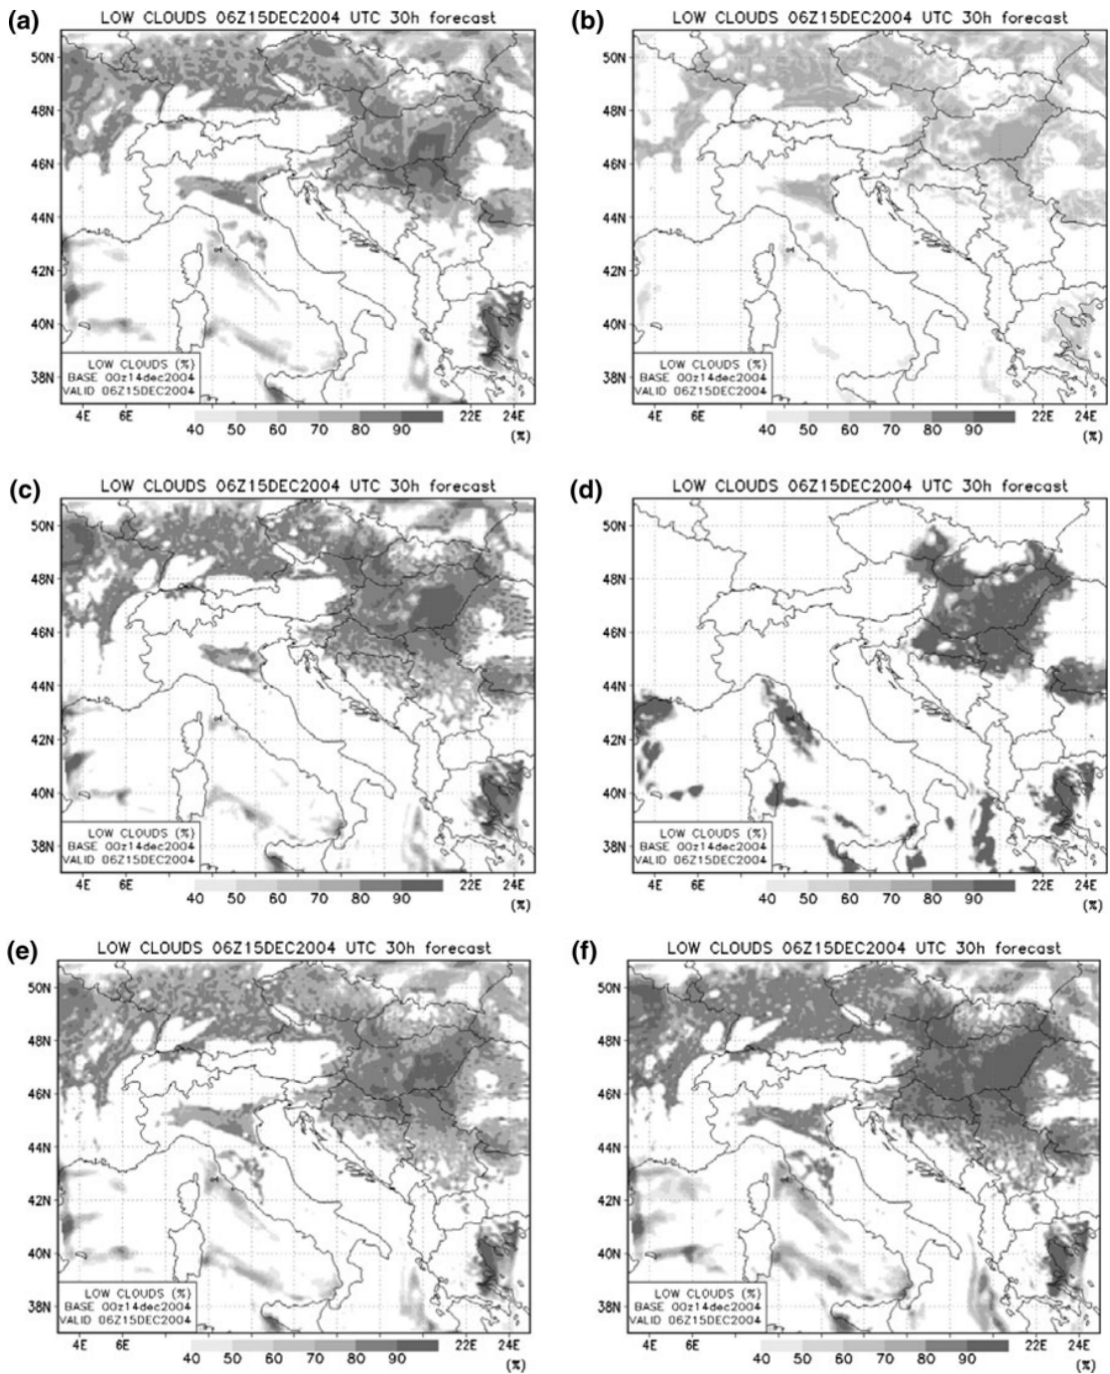 (a)
LOW CLOUDS 06Z15DEC2004 UTC 30h forecast
50N
48N
46N
44N
42N
40N
38N
LOW CLOUDS (%)
BASE 00z14dec2004
VALID 06Z15DEC2004
4E 6E 22E 24E
40 50 60 70 80 90
(%)
(b)
LOW CLOUDS 06Z15DEC2004 UTC 30h forecast
50N
48N
46N
44N
42N
40N
38N
LOW CLOUDS (%)
BASE 00z14dec2004
VALID 06Z15DEC2004
4E 6E 22E 24E
40 50 60 70 80 90
(%)
(c)
LOW CLOUDS 06Z15DEC2004 UTC 30h forecast
50N
48N
46N
44N
42N
40N
38N
LOW CLOUDS (%)
BASE 00z14dec2004
VALID 06Z15DEC2004
4E 6E 22E 24E
40 50 60 70 80 90
(%)
(d)
LOW CLOUDS 06Z15DEC2004 UTC 30h forecast
50N
48N
46N
44N
42N
40N
38N
LOW CLOUDS (%)
BASE 00z14dec2004
VALID 06Z15DEC2004
4E 6E 22E 24E
40 50 60 70 80 90
(%)
(e)
LOW CLOUDS 06Z15DEC2004 UTC 30h forecast
50N
48N
46N
44N
42N
40N
38N
LOW CLOUDS (%)
BASE 00z14dec2004
VALID 06Z15DEC2004
4E 6E 22E 24E
40 50 60 70 80 90
(%)
(f)
LOW CLOUDS 06Z15DEC2004 UTC 30h forecast
50N
48N
46N
44N
42N
40N
38N
LOW CLOUDS (%)
BASE 00z14dec2004
VALID 06Z15DEC2004
4E 6E 22E 24E
40 50 60 70 80 90
(%)